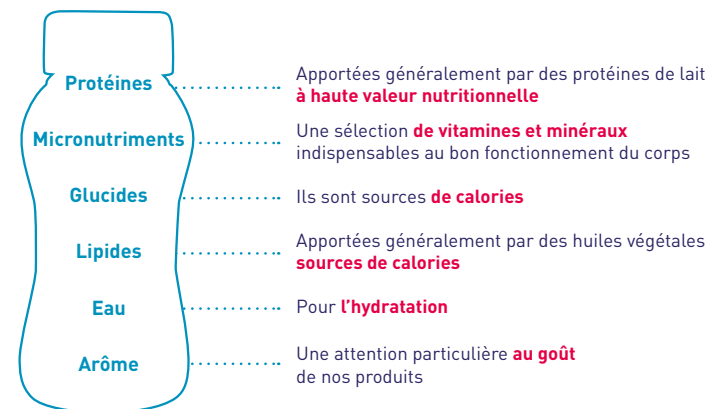 Protéines
Apportées généralement par des protéines de lait
à haute valeur nutritionnelle
Micronutriments
Une sélection de vitamines et minéraux
indispensables au bon fonctionnement du corps
Glucides
Ils sont sources de calories
Lipides
Apportées généralement par des huiles végétales
sources de calories
Eau
Pour l'hydratation
Arôme
Une attention particulière au goût
de nos produits